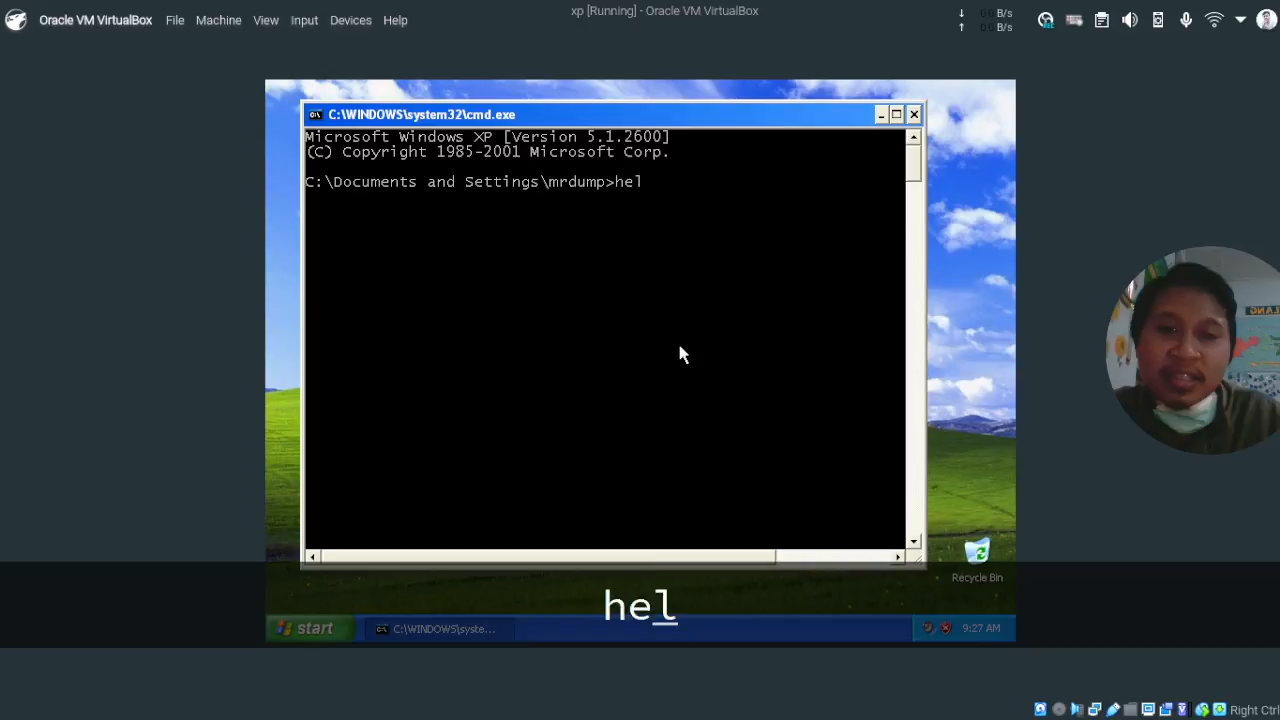 xp [Running] - Oracle VM VirtualBox
Oracle VM VirtualBox File Machine View Input Devices Help
B/s
B/s
C:\WINDOWS\system32\cmd.exe
Microsoft Windows XP [Version 5.1.2600]
(C) Copyright 1985-2001 Microsoft Corp.
C:\Documents and Settings\mrdump>hel
Recycle Bin
hel
start
C:\WINDOWS\syste...
9:27 AM
Right Ctrl